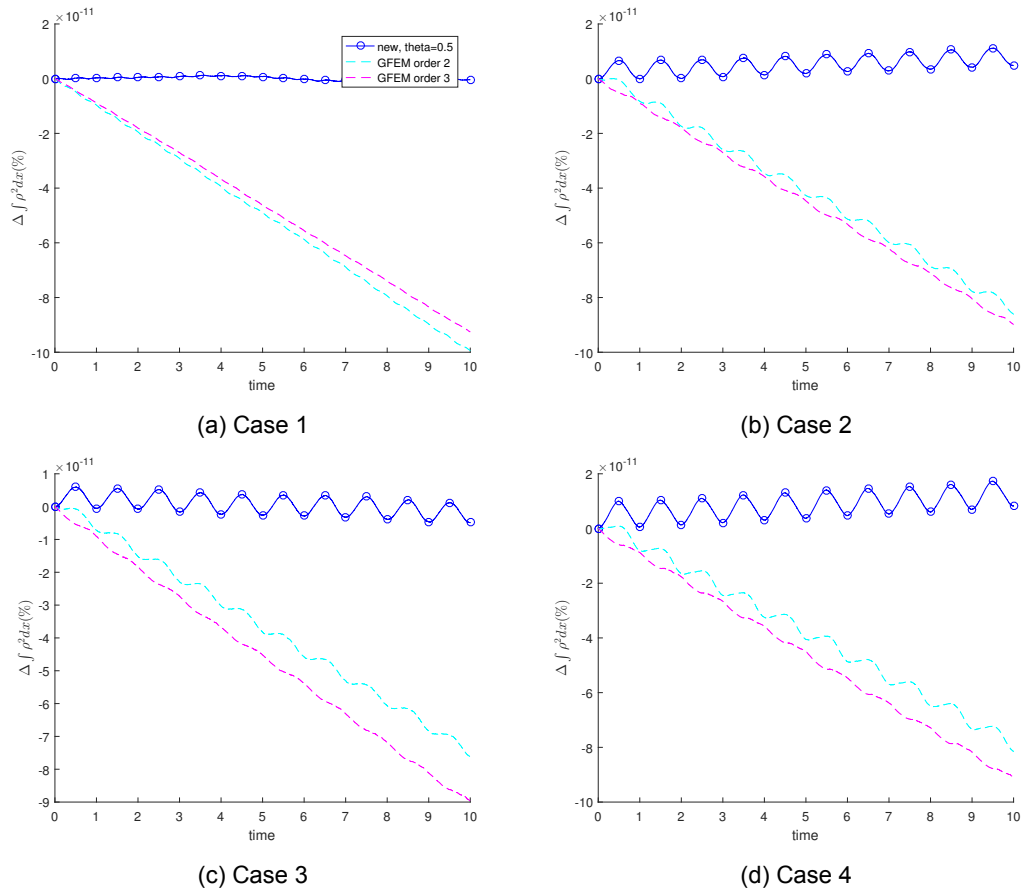 ×10⁻¹¹
2
0
-2
-4
-6
-8
-10
Δ ∫ ρ²dx(%)
0 1 2 3 4 5 6 7 8 9 10
time
new, theta=0.5
GFEM order 2
GFEM order 3
(a) Case 1
×10⁻¹¹
2
0
-2
-4
-6
-8
-10
Δ ∫ ρ²dx(%)
0 1 2 3 4 5 6 7 8 9 10
time
(b) Case 2
×10⁻¹¹
1
0
-1
-2
-3
-4
-5
-6
-7
-8
-9
Δ ∫ ρ²dx(%)
0 1 2 3 4 5 6 7 8 9 10
time
(c) Case 3
×10⁻¹¹
2
0
-2
-4
-6
-8
-10
Δ ∫ ρ²dx(%)
0 1 2 3 4 5 6 7 8 9 10
time
(d) Case 4